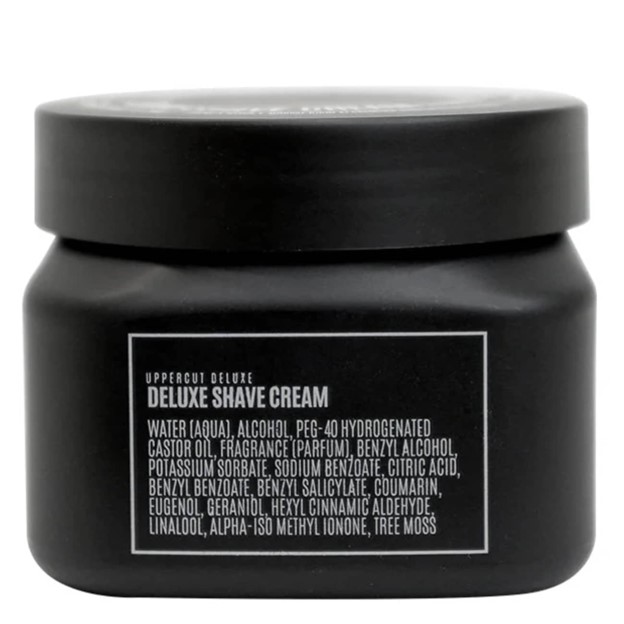 UPPERCUT DELUXE
DELUXE SHAVE CREAM
WATER (AQUA), ALCOHOL, PEG-40 HYDROGENATED
CASTOR OIL, FRAGRANCE (PARFUM), BENZYL ALCOHOL,
POTASSIUM SORBATE, SODIUM BENZOATE, CITRIC ACID,
BENZYL BENZOATE, BENZYL SALICYLATE, COUMARIN,
EUGENOL, GERANIOL, HEXYL CINNAMIC ALDEHYDE,
LINALOOL, ALPHA-ISO METHYL IONONE, TREE MOSS